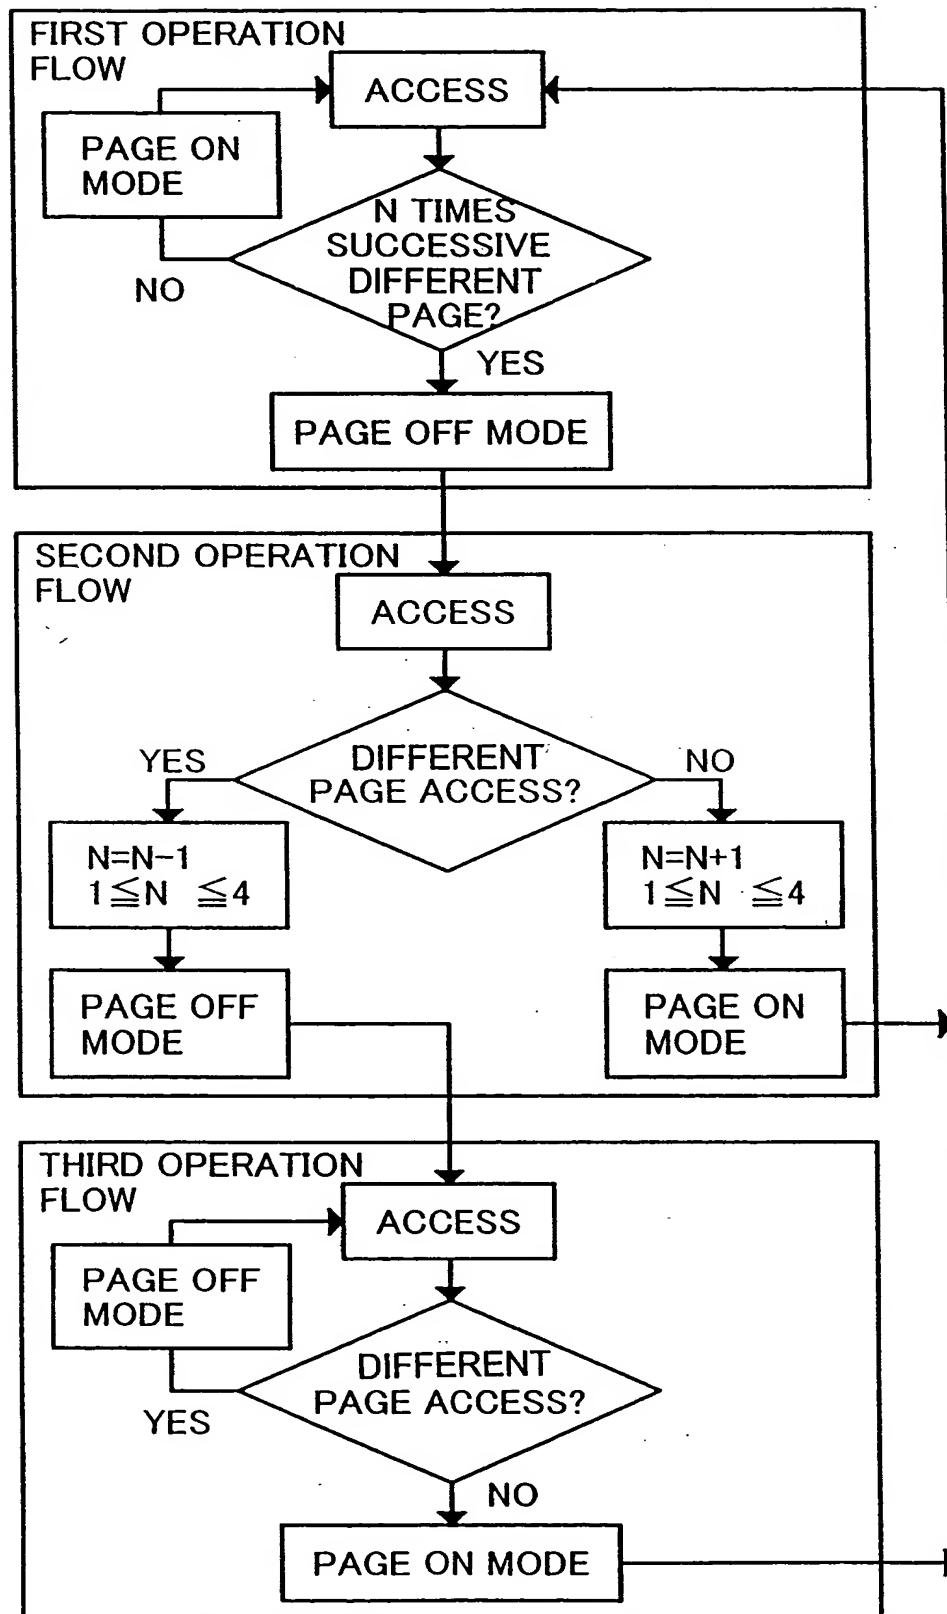 FIRST OPERATION
FLOW
ACCESS
PAGE ON
MODE
N TIMES
SUCCESSIVE
DIFFERENT
PAGE?
NO
YES
PAGE OFF MODE
SECOND OPERATION
FLOW
ACCESS
DIFFERENT
PAGE ACCESS?
YES
NO
N=N−1
1≦N ≦4
N=N+1
1≦N ≦4
PAGE OFF
MODE
PAGE ON
MODE
THIRD OPERATION
FLOW
ACCESS
PAGE OFF
MODE
DIFFERENT
PAGE ACCESS?
YES
NO
PAGE ON MODE